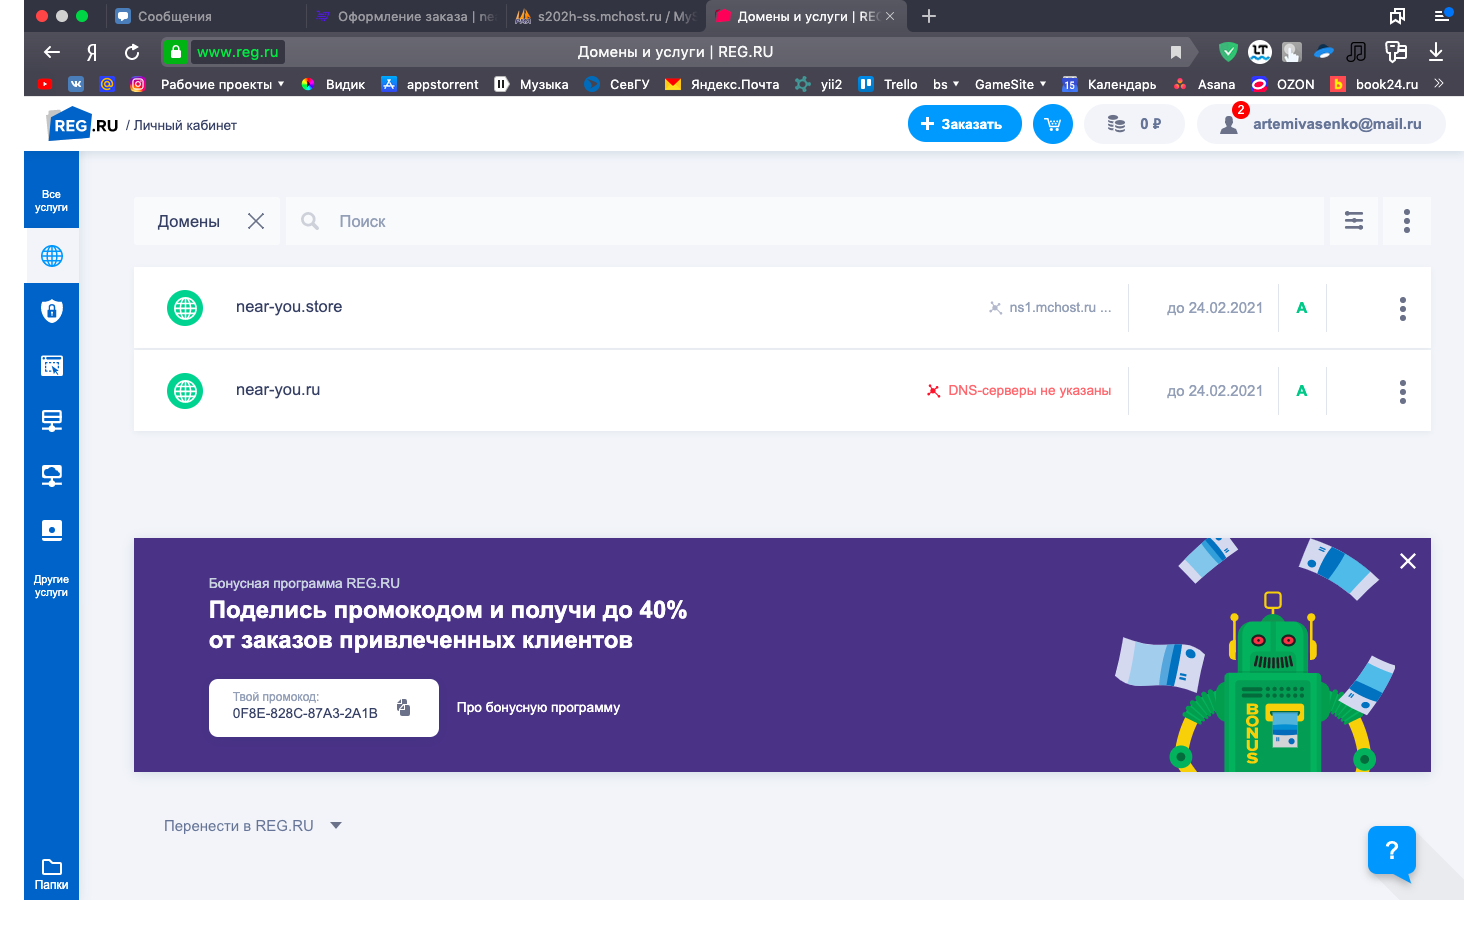 Сообщения
Оформление заказа | ne
s202h-ss.mchost.ru / My
Домены и услуги | REG
www.reg.ru
Домены и услуги | REG.RU
Рабочие проекты
Видик
appstorrent
Музыка
СевГУ
Яндекс.Почта
yii2
Trello
bs
GameSite
15 Календарь
Asana
OZON
book24.ru
REG.RU / Личный кабинет
+ Заказать
0 ₽
2
artemivasenko@mail.ru
Все услуги
Домены
Поиск
near-you.store
ns1.mchost.ru ...
до 24.02.2021
A
near-you.ru
DNS-серверы не указаны
до 24.02.2021
A
Другие услуги
Бонусная программа REG.RU
Поделись промокодом и получи до 40%
от заказов привлеченных клиентов
Твой промокод:
0F8E-828C-87A3-2A1B
Про бонусную программу
BONUS
Перенести в REG.RU
?
Папки